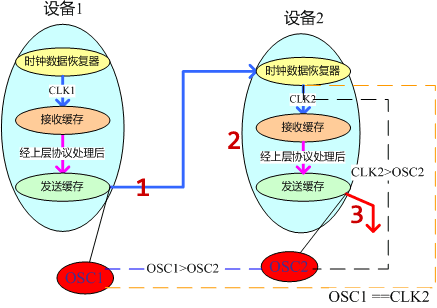 设备1
时钟数据恢复器
CLK1
接收缓存
经上层协议处理后
发送缓存
OSC1
1
设备2
时钟数据恢复器
CLK2
2
接收缓存
经上层协议处理后
CLK2>OSC2
发送缓存
3
OSC1>OSC2
OSC2
OSC1 ==CLK2